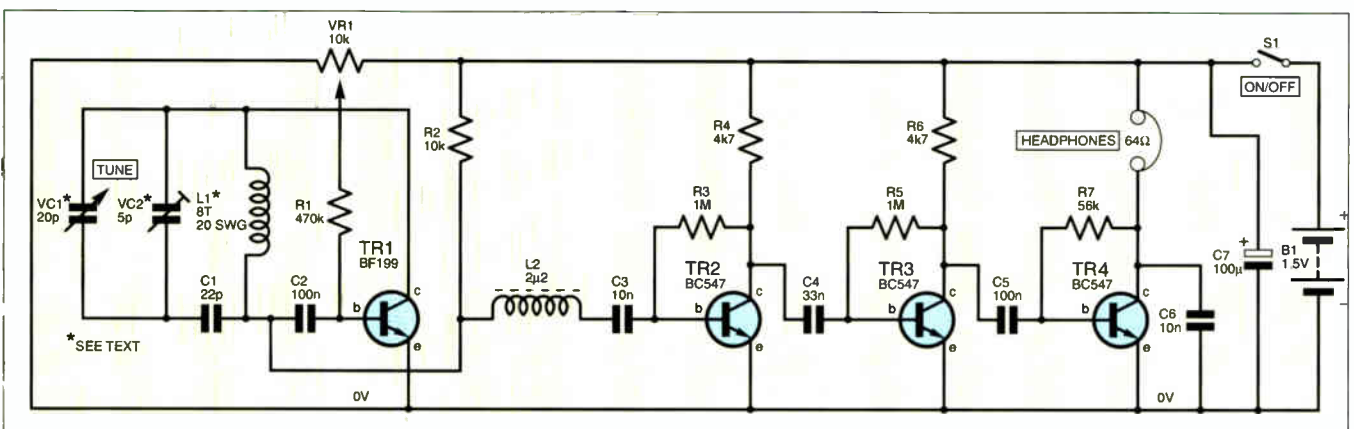 VR1
10k
S1
ON/OFF
R2
10k
R4
4k7
R6
4k7
HEADPHONES
64Ω
TUNE
VC1*
20p
VC2*
5p
L1*
8T
20 SWG
R1
470k
R3
1M
R5
1M
R7
56k
TR1
BF199
L2
2µ2
TR2
BC547
TR3
BC547
TR4
BC547
C7
100µ
+
B1
1.5V
+
–
C1
22p
C2
100n
C3
10n
C4
33n
C5
100n
C6
10n
b
c
e
b
c
e
b
c
e
b
c
e
*SEE TEXT
0V
0V